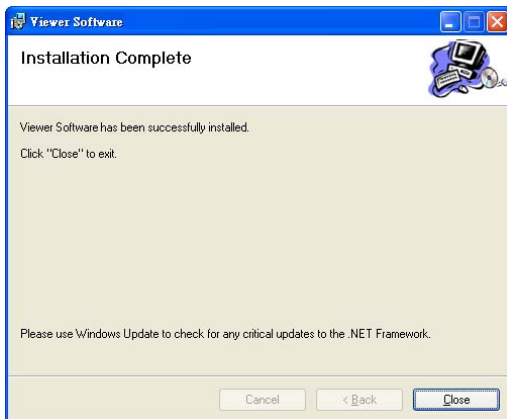 Viewer Software
Installation Complete
Viewer Software has been successfully installed.
Click "Close" to exit.
Please use Windows Update to check for any critical updates to the .NET Framework.
Cancel
< Back
Close